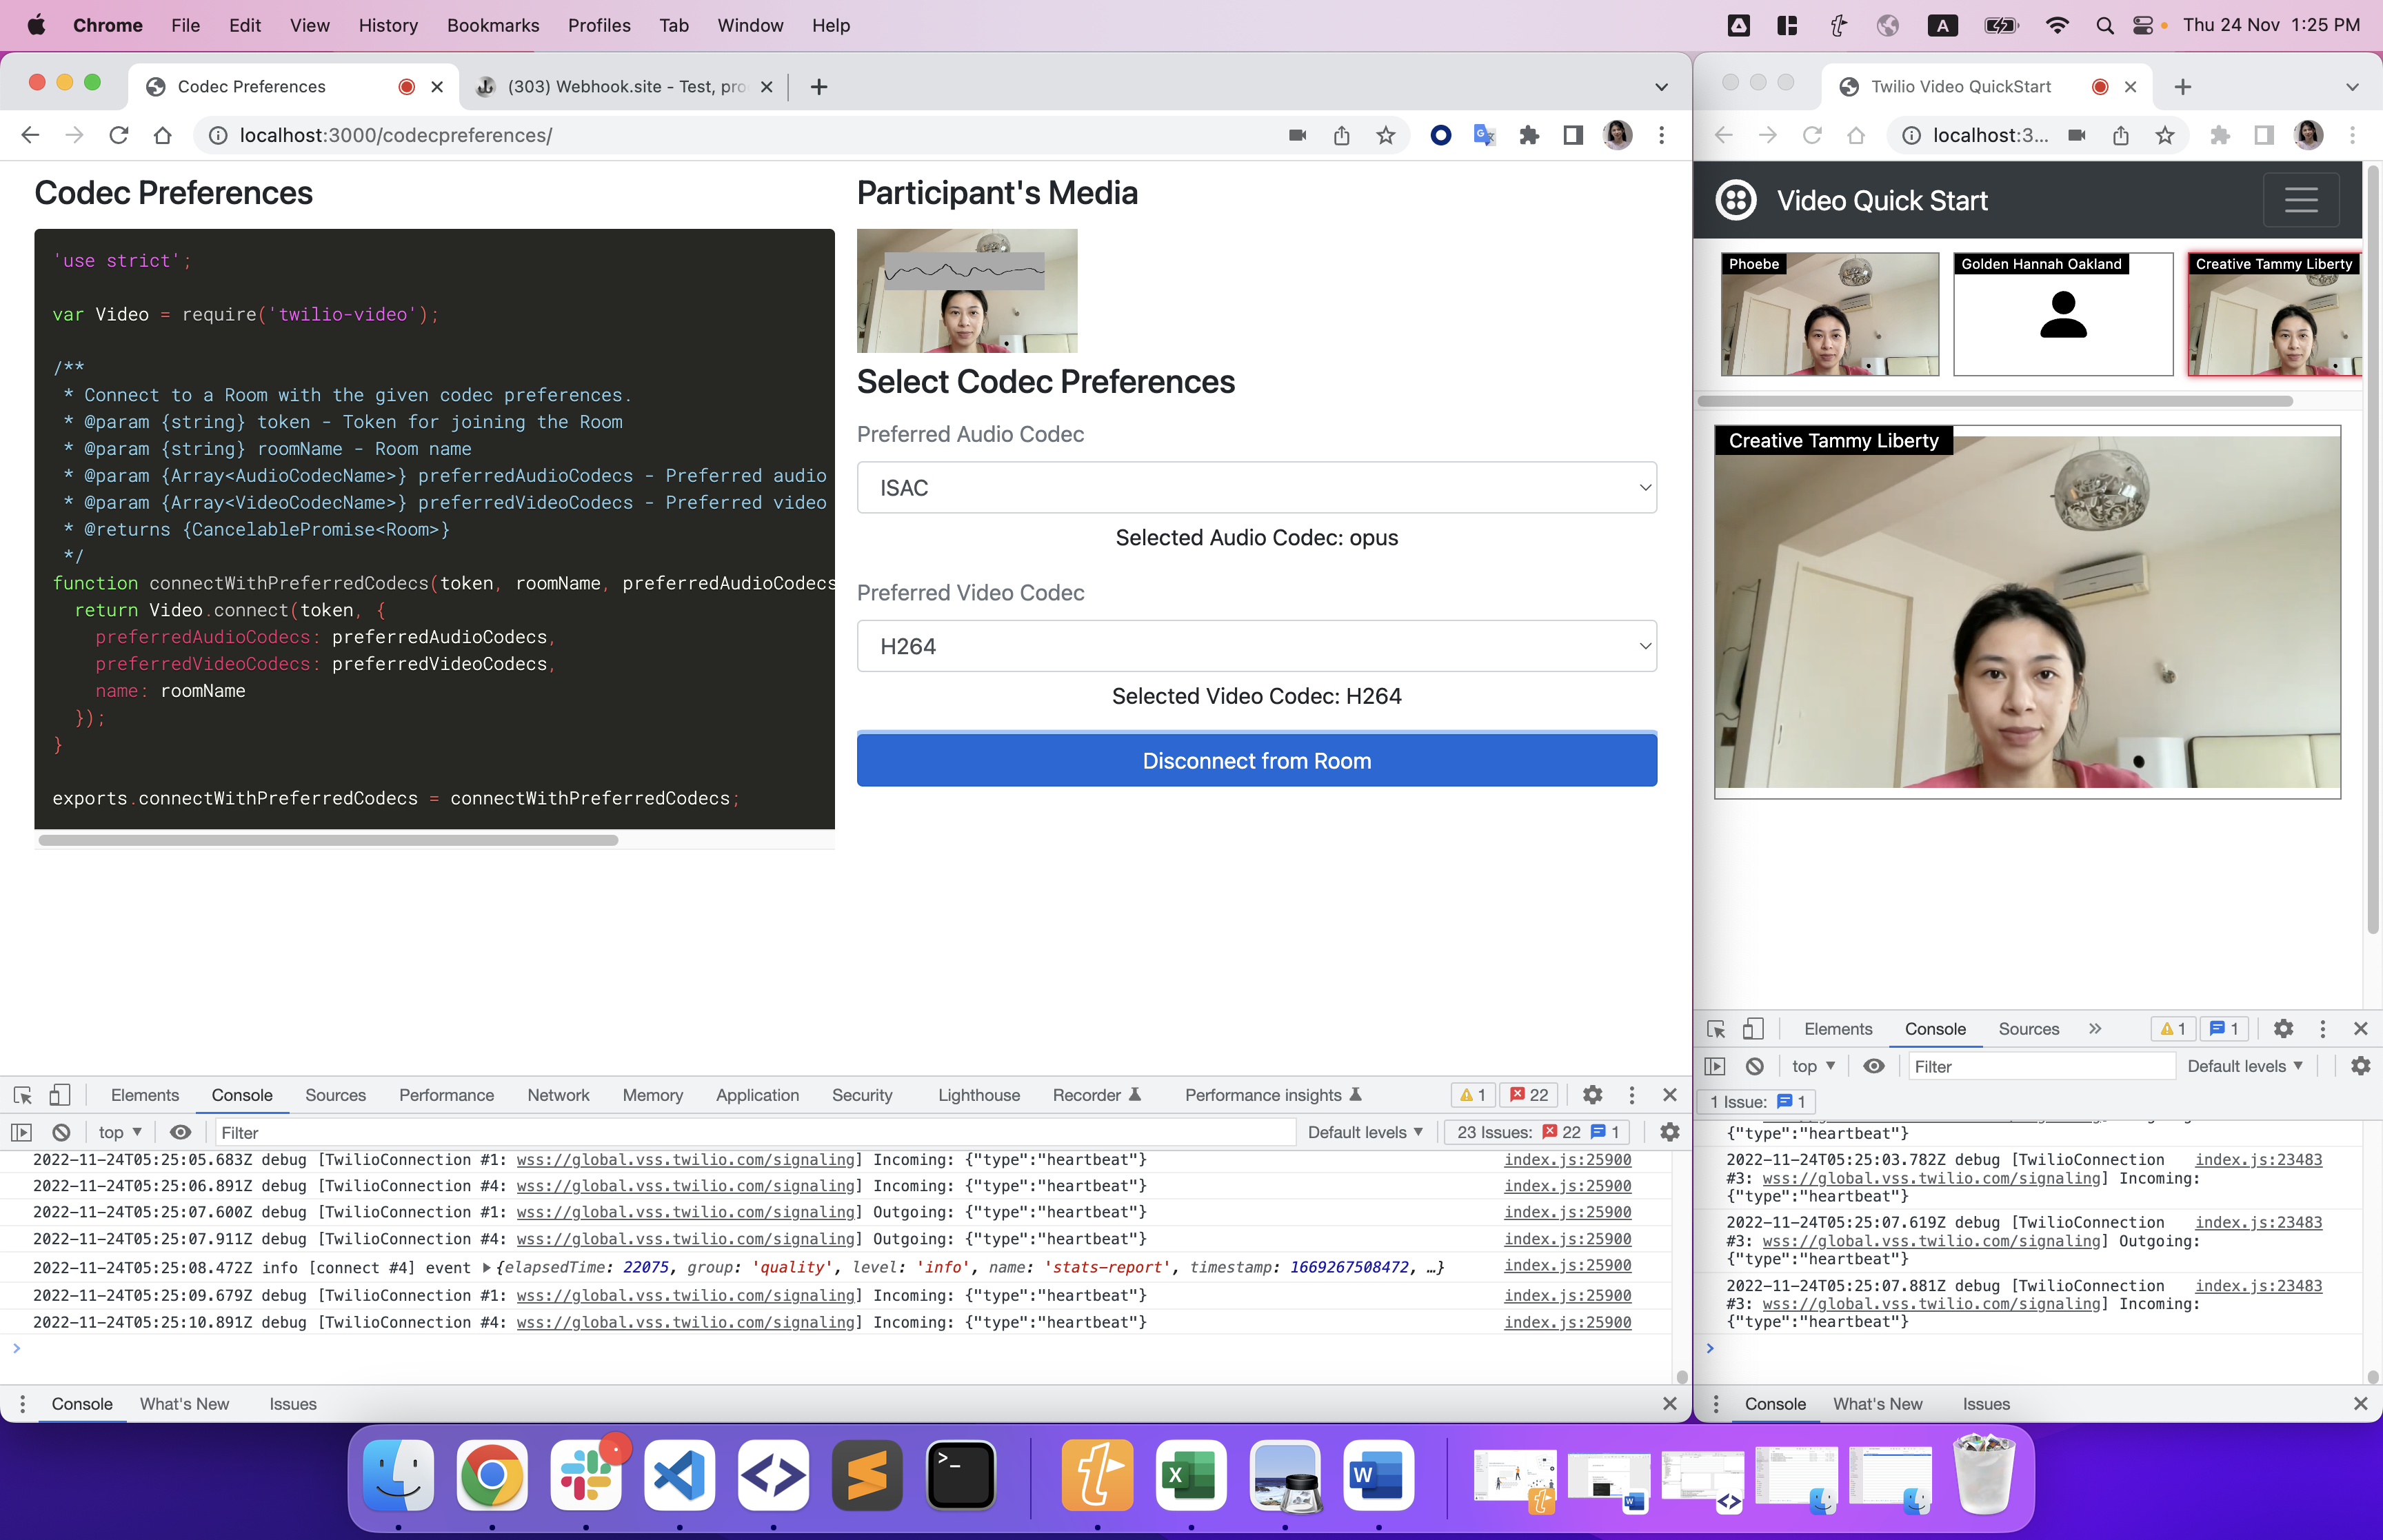 Chrome File Edit View History Bookmarks Profiles Tab Window Help
A Thu 24 Nov 1:25 PM
Codec Preferences
(303) Webhook.site - Test, pro
localhost:3000/codecpreferences/
Codec Preferences
'use strict';
var Video = require('twilio-video');
/**
* Connect to a Room with the given codec preferences.
* @param {string} token - Token for joining the Room
* @param {string} roomName - Room name
* @param {Array<AudioCodecName>} preferredAudioCodecs - Preferred audio
* @param {Array<VideoCodecName>} preferredVideoCodecs - Preferred video
* @returns {CancelablePromise<Room>}
*/
function connectWithPreferredCodecs(token, roomName, preferredAudioCodecs
return Video.connect(token, {
preferredAudioCodecs: preferredAudioCodecs,
preferredVideoCodecs: preferredVideoCodecs,
name: roomName
});
}
exports.connectWithPreferredCodecs = connectWithPreferredCodecs;
Participant's Media
Select Codec Preferences
Preferred Audio Codec
ISAC
Selected Audio Codec: opus
Preferred Video Codec
H264
Selected Video Codec: H264
Disconnect from Room
Elements Console Sources Performance Network Memory Application Security Lighthouse Recorder Performance insights 1 22
top Filter Default levels 23 Issues: 22 1
2022-11-24T05:25:05.683Z debug [TwilioConnection #1: wss://global.vss.twilio.com/signaling] Incoming: {"type":"heartbeat"} index.js:25900
2022-11-24T05:25:06.891Z debug [TwilioConnection #4: wss://global.vss.twilio.com/signaling] Incoming: {"type":"heartbeat"} index.js:25900
2022-11-24T05:25:07.600Z debug [TwilioConnection #1: wss://global.vss.twilio.com/signaling] Outgoing: {"type":"heartbeat"} index.js:25900
2022-11-24T05:25:07.911Z debug [TwilioConnection #4: wss://global.vss.twilio.com/signaling] Outgoing: {"type":"heartbeat"} index.js:25900
2022-11-24T05:25:08.472Z info [connect #4] event {elapsedTime: 22075, group: 'quality', level: 'info', name: 'stats-report', timestamp: 1669267508472, …} index.js:25900
2022-11-24T05:25:09.679Z debug [TwilioConnection #1: wss://global.vss.twilio.com/signaling] Incoming: {"type":"heartbeat"} index.js:25900
2022-11-24T05:25:10.891Z debug [TwilioConnection #4: wss://global.vss.twilio.com/signaling] Incoming: {"type":"heartbeat"} index.js:25900
Console What's New Issues
Twilio Video QuickStart
localhost:3...
Video Quick Start
Phoebe
Golden Hannah Oakland
Creative Tammy Liberty
Creative Tammy Liberty
Elements Console Sources 1 1
top Filter Default levels
1 Issue: 1
{"type":"heartbeat"}
2022-11-24T05:25:03.782Z debug [TwilioConnection index.js:23483
#3: wss://global.vss.twilio.com/signaling] Incoming:
{"type":"heartbeat"}
2022-11-24T05:25:07.619Z debug [TwilioConnection index.js:23483
#3: wss://global.vss.twilio.com/signaling] Outgoing:
{"type":"heartbeat"}
2022-11-24T05:25:07.881Z debug [TwilioConnection index.js:23483
#3: wss://global.vss.twilio.com/signaling] Incoming:
{"type":"heartbeat"}
Console What's New Issues